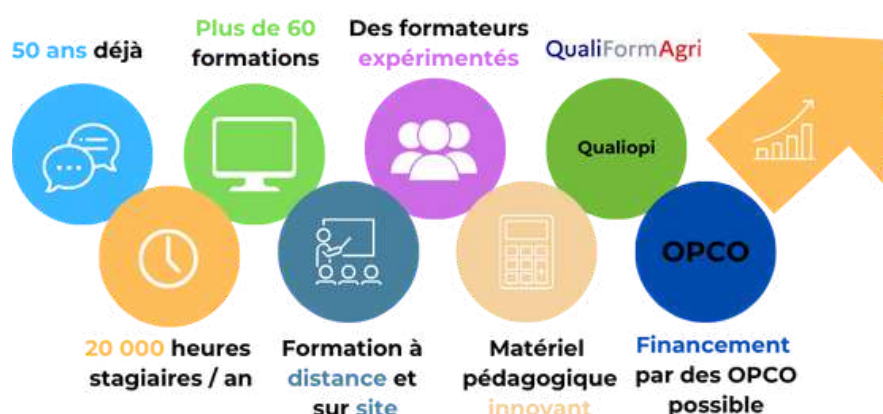 50 ans déjà
Plus de 60
formations
Des formateurs
expérimentés
QualiFormAgri
Qualiopi
OPCO
20 000 heures
stagiaires / an
Formation à
distance et
sur site
Matériel
pédagogique
innovant
Financement
par des OPCO
possible